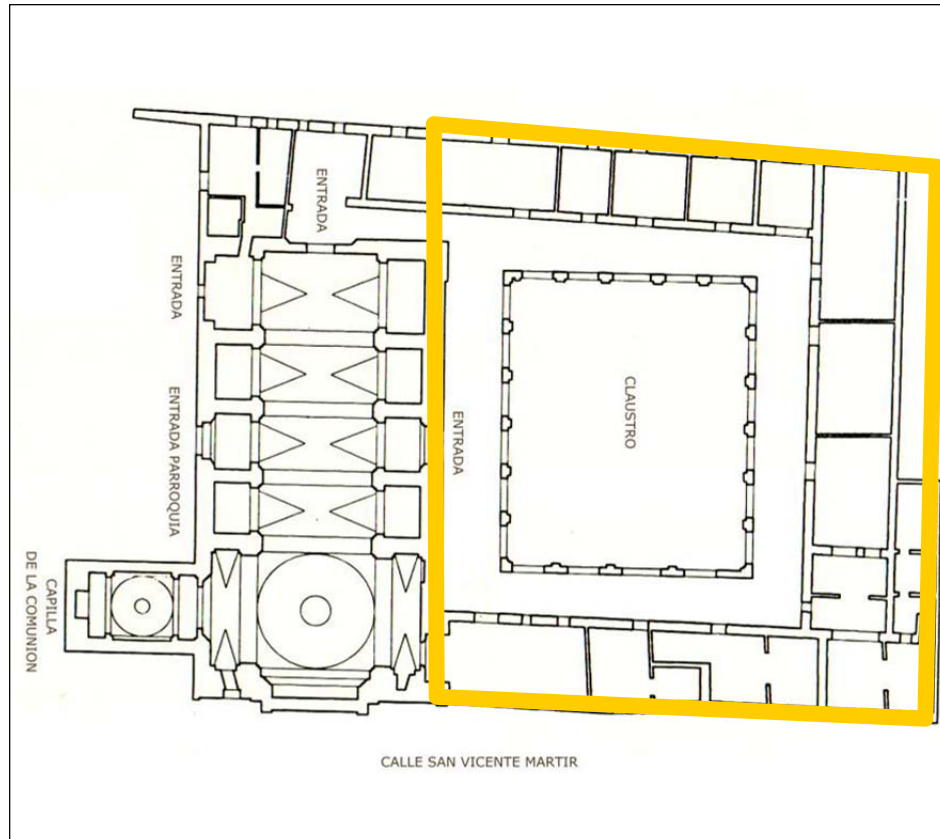 ENTRADA
ENTRADA
ENTRADA PARROQUIA
ENTRADA
CLAUSTRO
CAPILLA
DE LA COMUNION
CALLE SAN VICENTE MARTIR